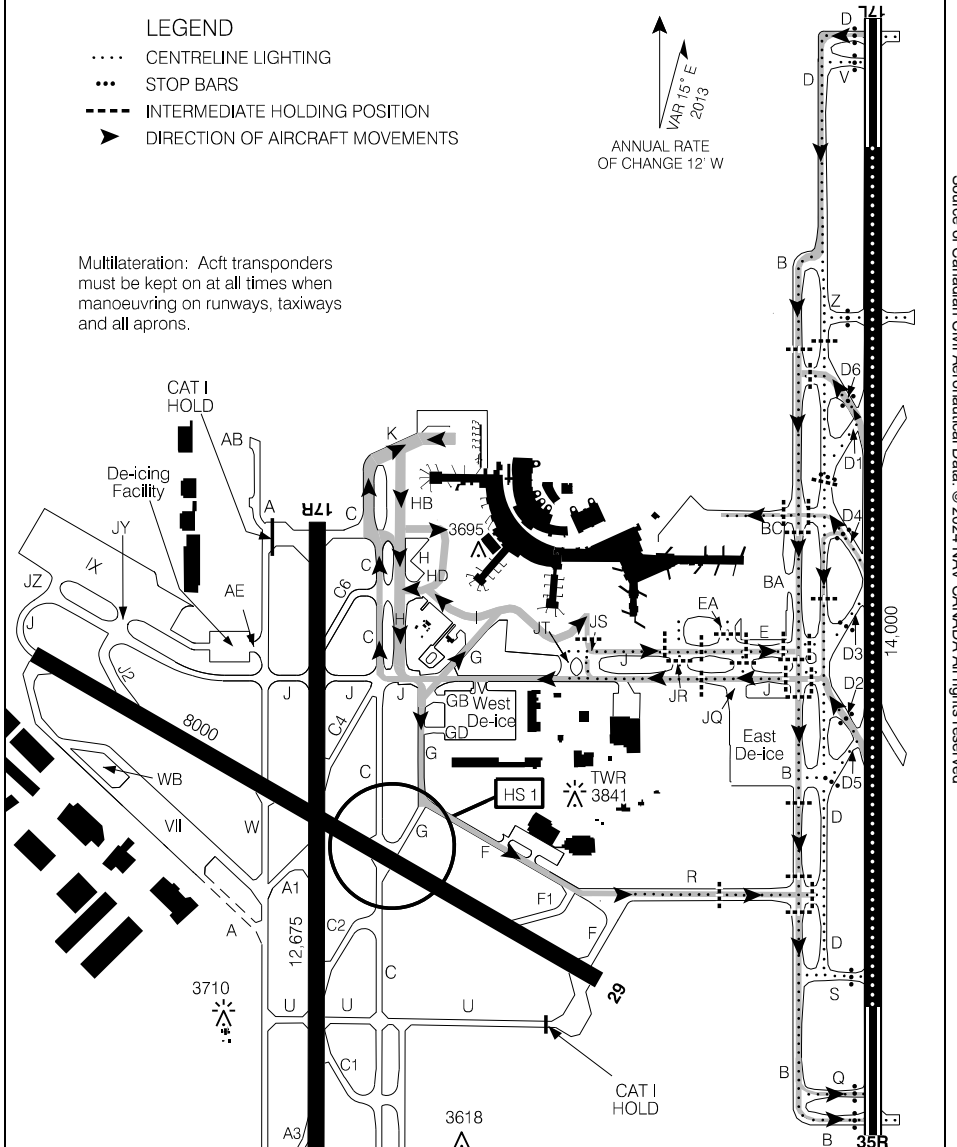 LEGEND
CENTRELINE LIGHTING
STOP BARS
INTERMEDIATE HOLDING POSITION
DIRECTION OF AIRCRAFT MOVEMENTS
VAR 15° E
2013
ANNUAL RATE
OF CHANGE 12' W
17L
D
V
D
Multilateration: Acft transponders
must be kept on at all times when
manoeuvring on runways, taxiways
and all aprons.
B
Z
D6
D1
CAT I
HOLD
AB
K
De-icing
Facility
A
17R
C
HB
3695
BC
D4
JY
IX
JZ
C
H
HD
C6
BA
J
AE
C
H
I
JT
JS
EA
E
C
D3
14,000
G
J
J2
J
J
J
JV
JR
JQ
J
D2
GB
West
De-ice
GD
East
De-ice
8000
C4
C
G
TWR
3841
B
D5
WB
HS 1
VII
W
G
F
D
A1
F1
R
A
12,675
C2
C
F
D
3710
29
S
U
U
U
C1
CAT I
HOLD
B
Q
A3
3618
B
35R
Source of Canadian Civil Aeronautical Data: © 2024 NAV CANADA All rights reserved